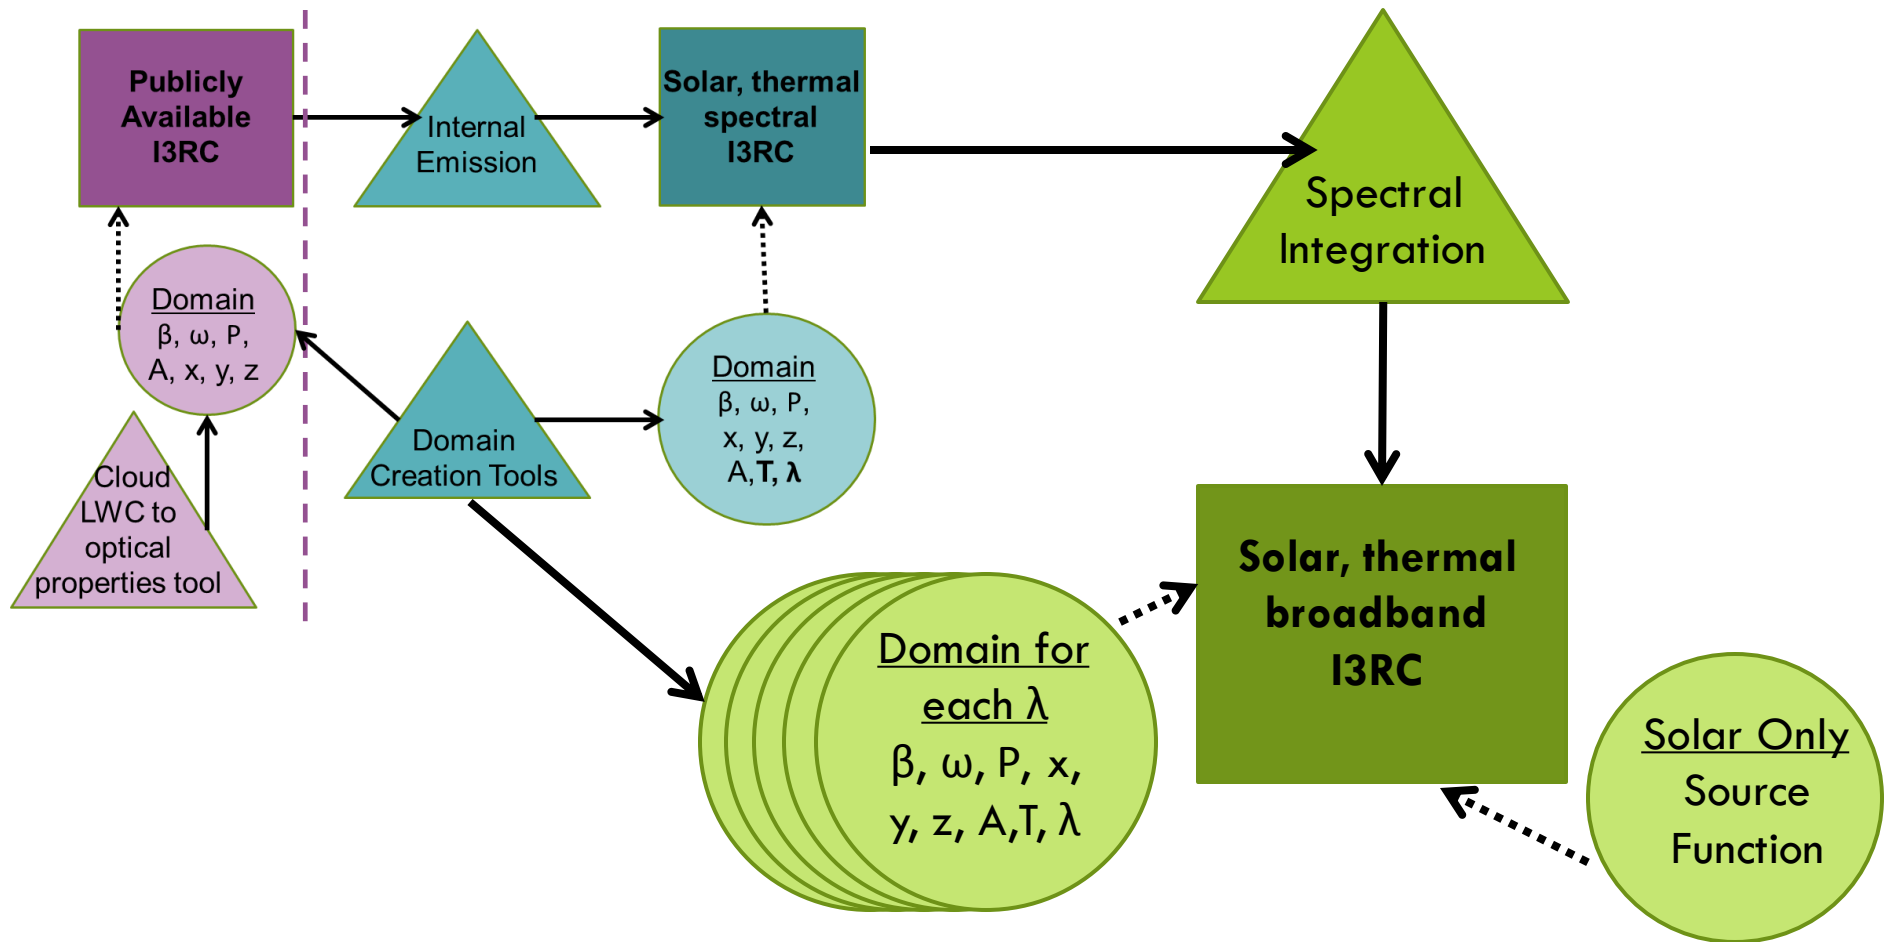 Publicly
Available
I3RC
Internal
Emission
Solar, thermal
spectral
I3RC
Spectral
Integration
Domain
β, ω, P,
A, x, y, z
Domain
Creation Tools
Domain
β, ω, P,
x, y, z,
A,T, λ
Cloud
LWC to
optical
properties tool
Domain for
each λ
β, ω, P, x,
y, z, A,T, λ
Solar, thermal
broadband
I3RC
Solar Only
Source
Function